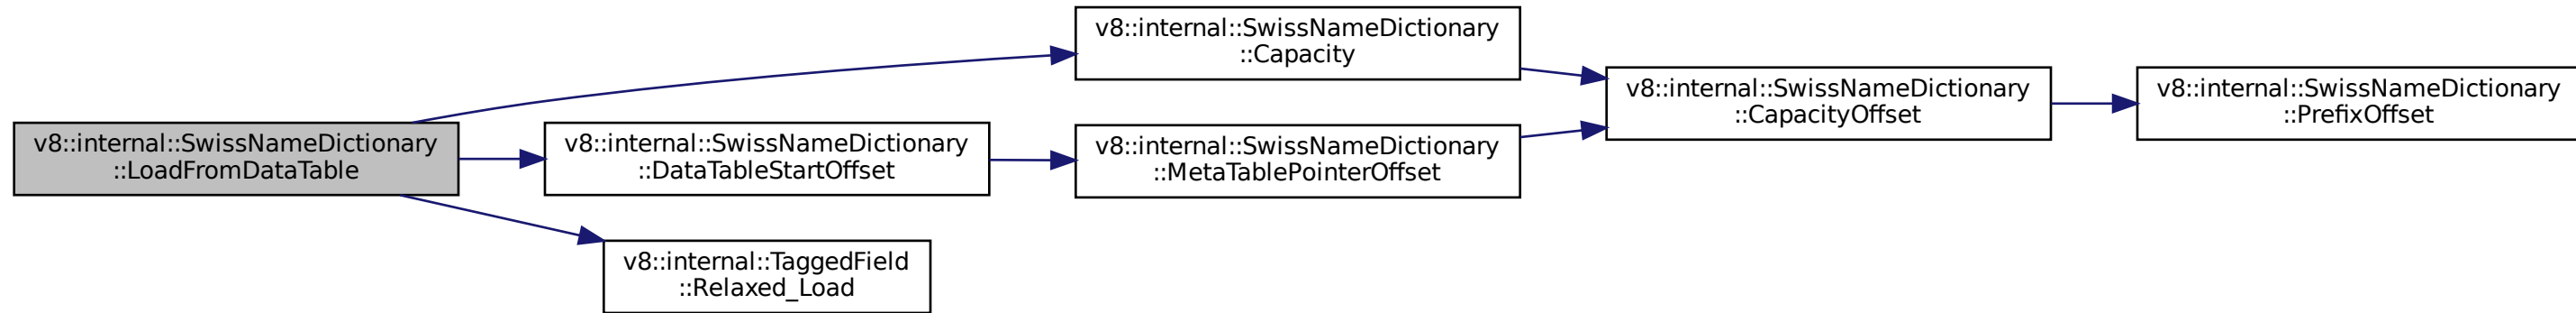 v8::internal::SwissNameDictionary
::LoadFromDataTable
v8::internal::SwissNameDictionary
::Capacity
v8::internal::SwissNameDictionary
::DataTableStartOffset
v8::internal::TaggedField
::Relaxed_Load
v8::internal::SwissNameDictionary
::MetaTablePointerOffset
v8::internal::SwissNameDictionary
::CapacityOffset
v8::internal::SwissNameDictionary
::PrefixOffset